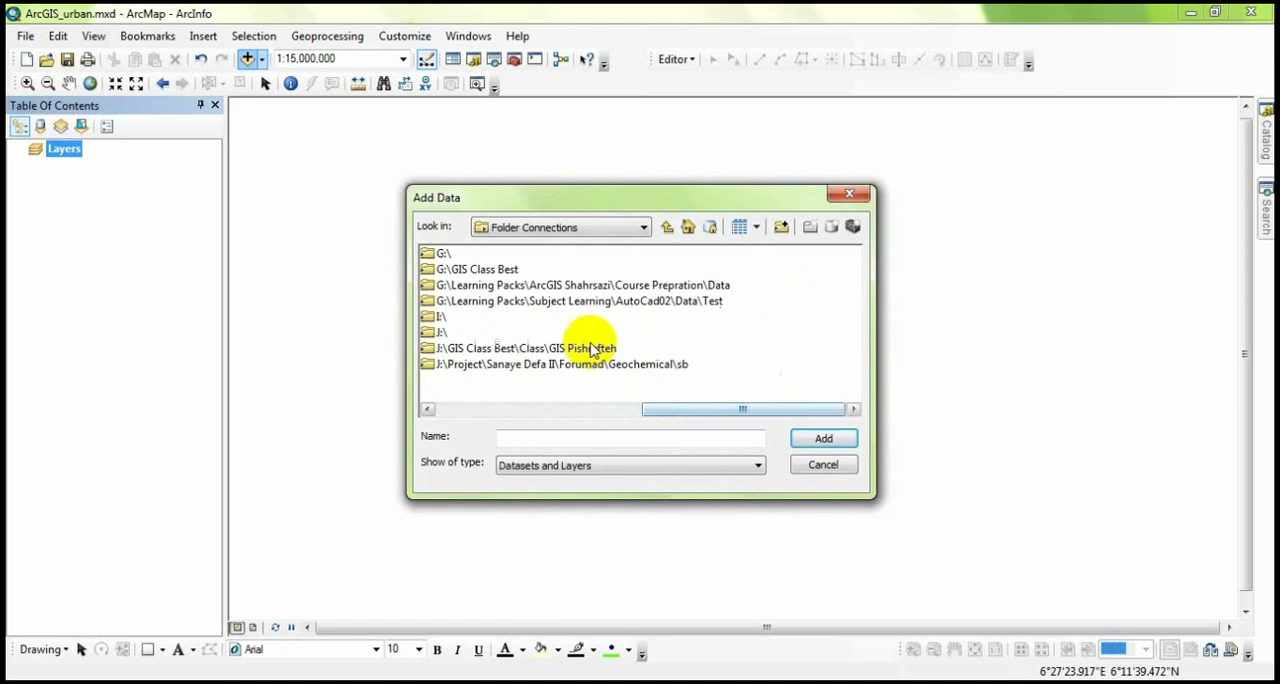 ArcGIS_urban.mxd - ArcMap - ArcInfo
File Edit View Bookmarks Insert Selection Geoprocessing Customize Windows Help
1:15,000,000
Editor
Table Of Contents
Layers
Catalog
Search
Add Data
Look in: Folder Connections
G:\
G:\GIS Class Best
G:\Learning Packs\ArcGIS Shahrsazi\Course Prepration\Data
G:\Learning Packs\Subject Learning\AutoCad02\Data\Test
I:\
J:\
J:\GIS Class Best\Class\GIS Pishrafteh
J:\Project\Sanaye Defa II\Forumad\Geochemical\sb
Name:
Add
Show of type: Datasets and Layers
Cancel
Drawing
A
Arial
10
B I U A
6°27'23.917"E 6°11'39.472"N